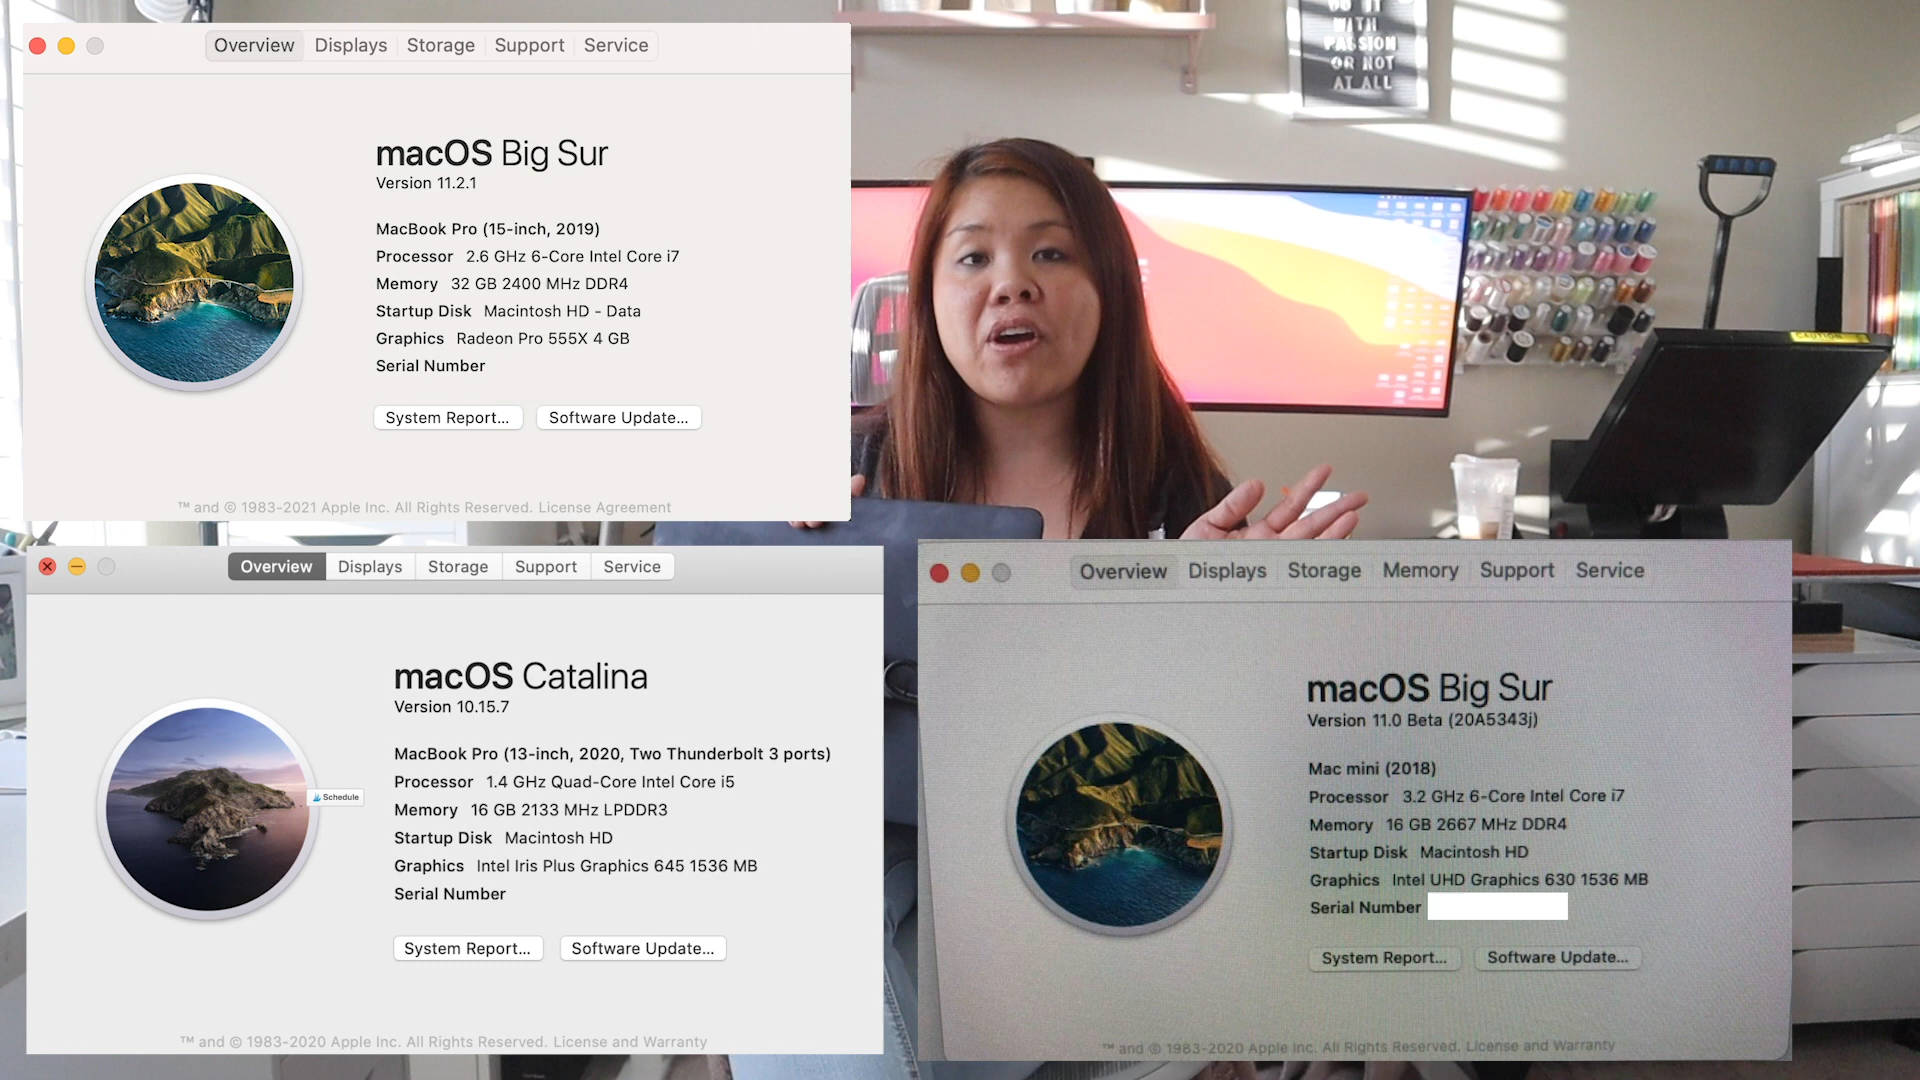 Overview Displays Storage Support Service
macOS Big Sur
Version 11.2.1
MacBook Pro (15-inch, 2019)
Processor 2.6 GHz 6-Core Intel Core i7
Memory 32 GB 2400 MHz DDR4
Startup Disk Macintosh HD - Data
Graphics Radeon Pro 555X 4 GB
Serial Number
System Report... Software Update...
™ and © 1983-2021 Apple Inc. All Rights Reserved. License Agreement
DO IT
WITH
PASSION
OR NOT
AT ALL
CAUTION
Overview Displays Storage Support Service
macOS Catalina
Version 10.15.7
MacBook Pro (13-inch, 2020, Two Thunderbolt 3 ports)
Processor 1.4 GHz Quad-Core Intel Core i5
Schedule
Memory 16 GB 2133 MHz LPDDR3
Startup Disk Macintosh HD
Graphics Intel Iris Plus Graphics 645 1536 MB
Serial Number
System Report... Software Update...
™ and © 1983-2020 Apple Inc. All Rights Reserved. License and Warranty
Overview Displays Storage Memory Support Service
macOS Big Sur
Version 11.0 Beta (20A5343j)
Mac mini (2018)
Processor 3.2 GHz 6-Core Intel Core i7
Memory 16 GB 2667 MHz DDR4
Startup Disk Macintosh HD
Graphics Intel UHD Graphics 630 1536 MB
Serial Number
System Report... Software Update...
™ and © 1983-2020 Apple Inc. All Rights Reserved. License and Warranty